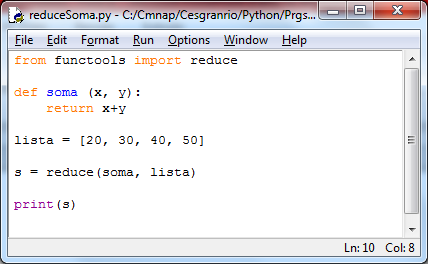 reduceSoma.py - C:/Cmnap/Cesgranrio/Python/Prgs...
File Edit Format Run Options Window Help
from functools import reduce
def soma (x, y):
    return x+y
lista = [20, 30, 40, 50]
s = reduce(soma, lista)
print(s)
Ln: 10 Col: 8